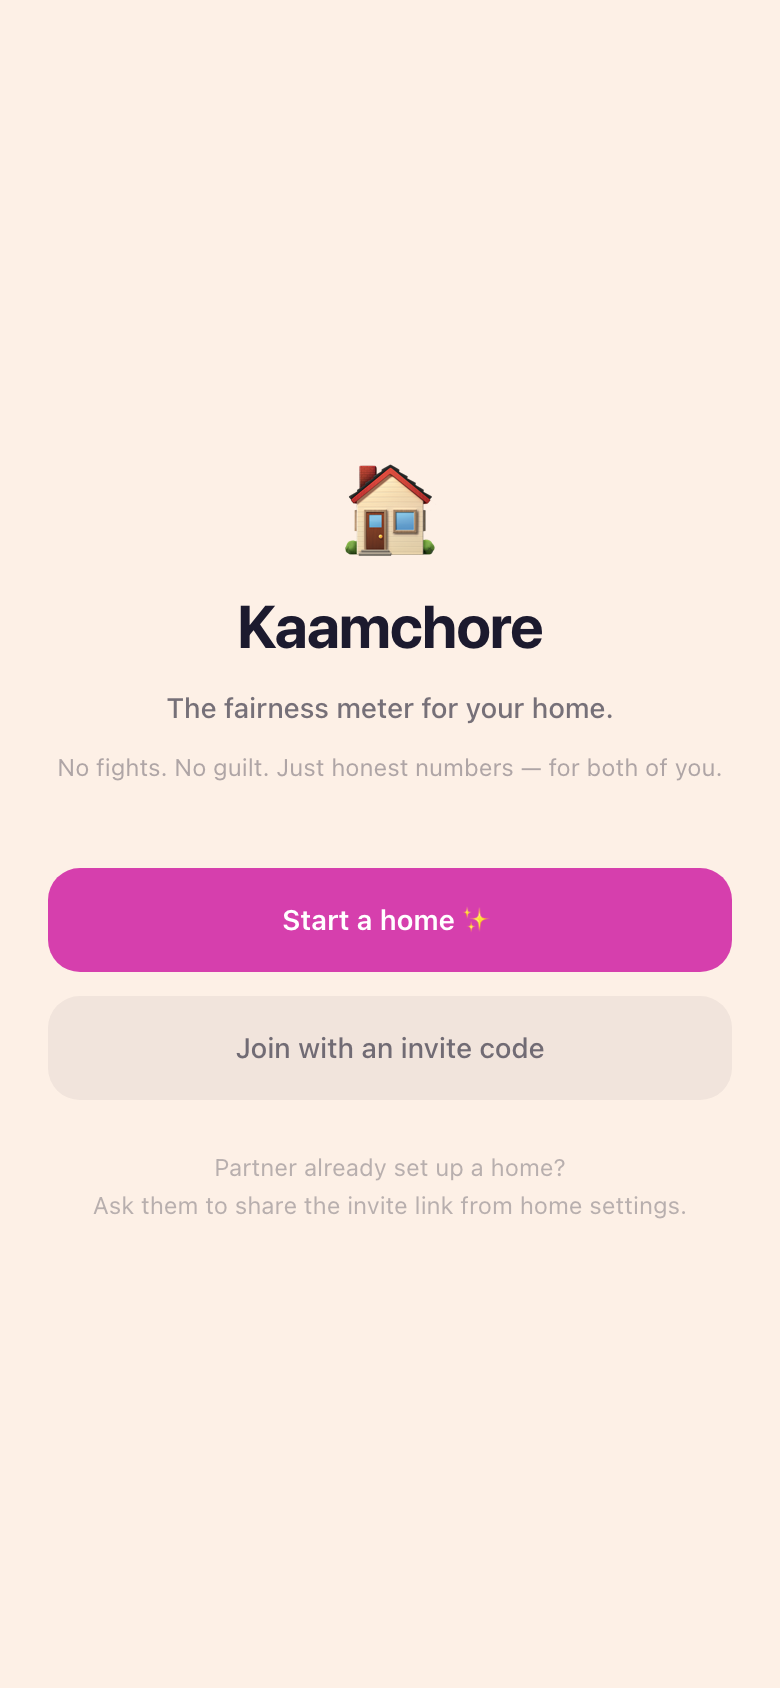 Kaamchore
The fairness meter for your home.
No fights. No guilt. Just honest numbers — for both of you.
Start a home ✨
Join with an invite code
Partner already set up a home?
Ask them to share the invite link from home settings.